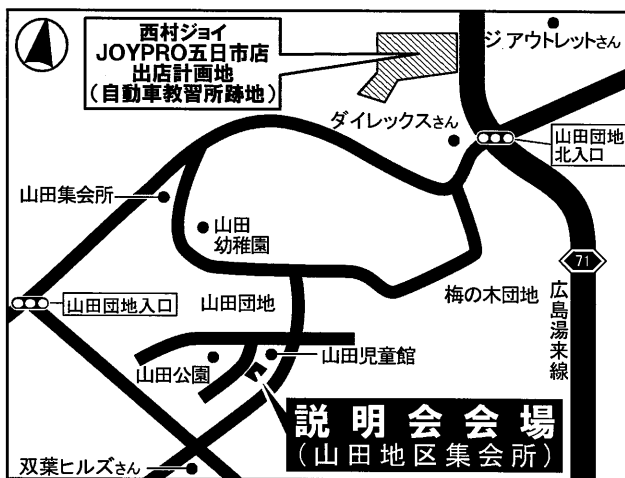 西村ジョイ
JOYPRO五日市店
出店計画地
(自動車教習所跡地)
ジ アウトレットさん
ダイレックスさん
山田団地
北入口
山田集会所
山田
幼稚園
71
広島湯来線
梅の木団地
山田団地入口
山田団地
山田児童館
山田公園
説明会会場
(山田地区集会所)
双葉ヒルズさん